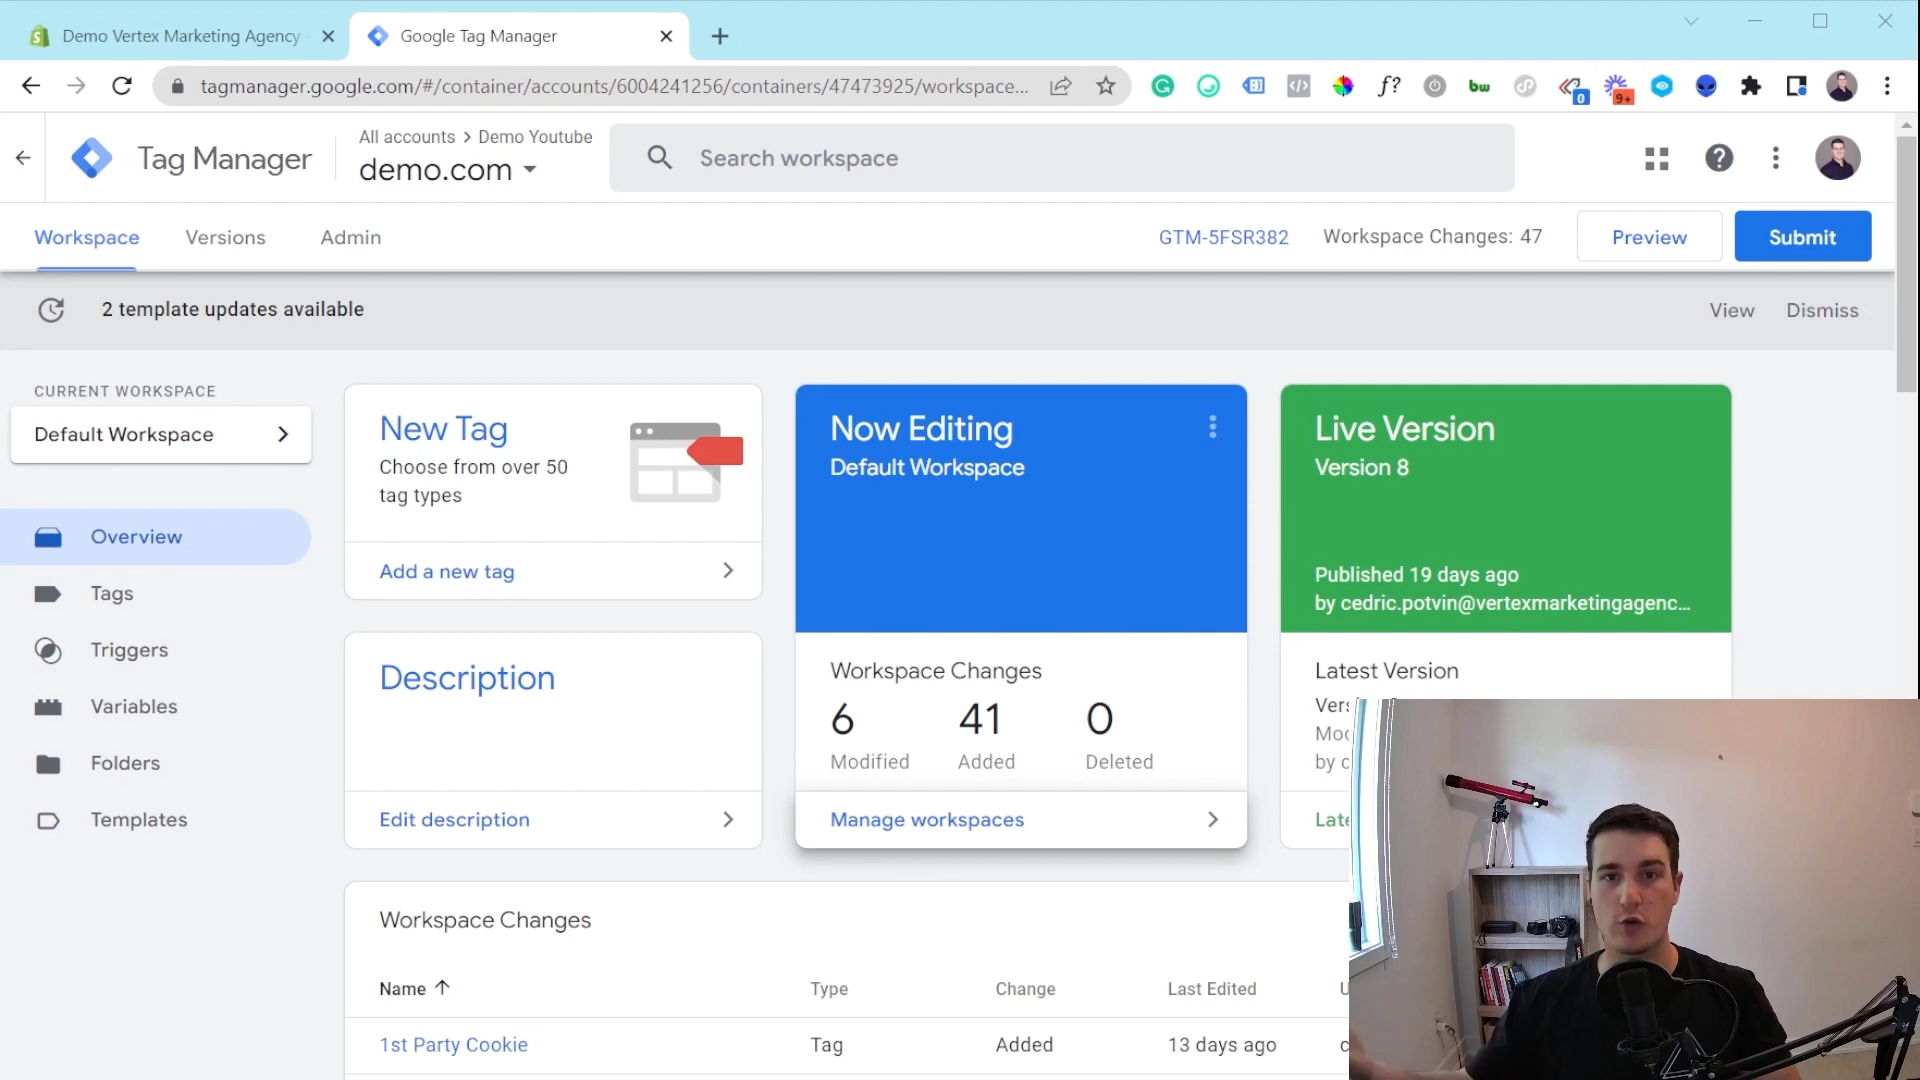 Demo Vertex Marketing Agency
Google Tag Manager
tagmanager.google.com/#/container/accounts/6004241256/containers/47473925/workspace...
f?
bw
0
9+
Tag Manager
All accounts > Demo Youtube
demo.com
Search workspace
Workspace
Versions
Admin
GTM-5FSR382
Workspace Changes: 47
Preview
Submit
2 template updates available
View
Dismiss
CURRENT WORKSPACE
Default Workspace
Overview
Tags
Triggers
Variables
Folders
Templates
New Tag
Choose from over 50
tag types
Add a new tag
Description
Edit description
Now Editing
Default Workspace
Workspace Changes
6
41
0
Modified
Added
Deleted
Manage workspaces
Live Version
Version 8
Published 19 days ago
by cedric.potvin@vertexmarketingagenc...
Latest Version
Workspace Changes
Name
Type
Change
Last Edited
1st Party Cookie
Tag
Added
13 days ago